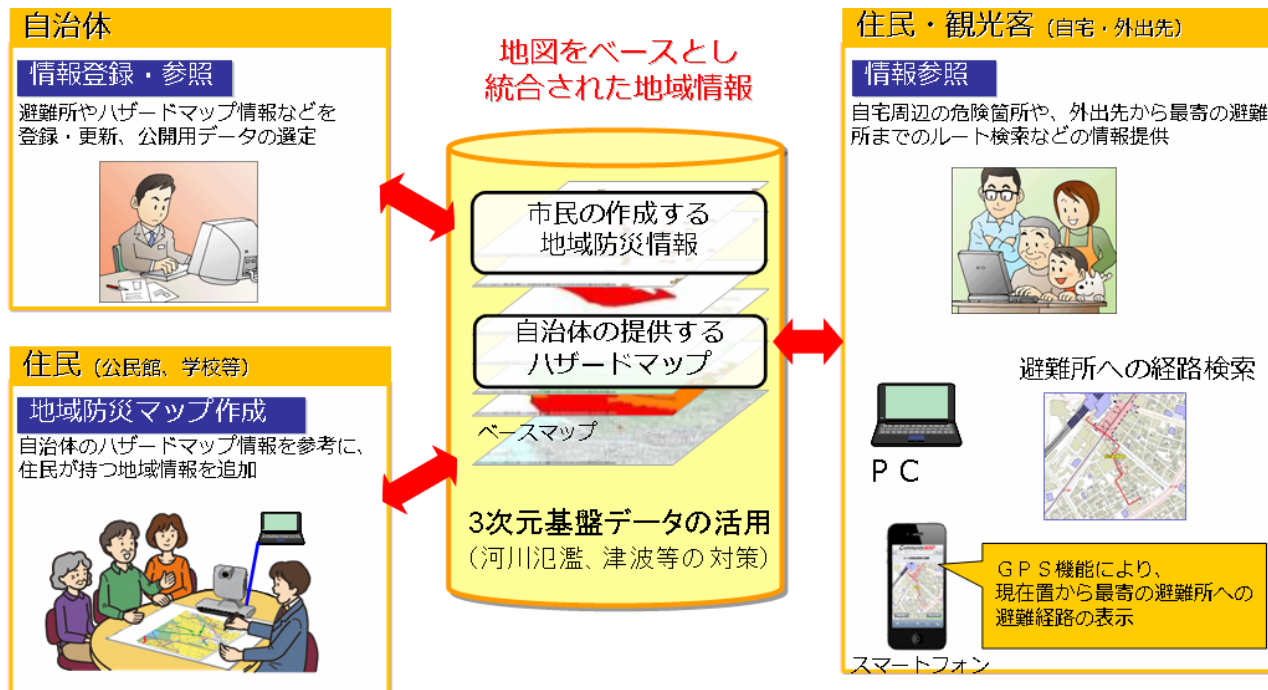 自治体
情報登録・参照
避難所やハザードマップ情報などを
登録・更新、公開用データの選定
住民（公民館、学校等）
地域防災マップ作成
自治体のハザードマップ情報を参考に、
住民が持つ地域情報を追加
地図をベースとし
統合された地域情報
市民の作成する
地域防災情報
自治体の提供する
ハザードマップ
ベースマップ
3次元基盤データの活用
（河川氾濫、津波等の対策）
住民・観光客（自宅・外出先）
情報参照
自宅周辺の危険箇所や、外出先から最寄の避難
所までのルート検索などの情報提供
避難所への経路検索
ＰＣ
ＧＰＳ機能により、
現在置から最寄の避難所への
避難経路の表示
スマートフォン